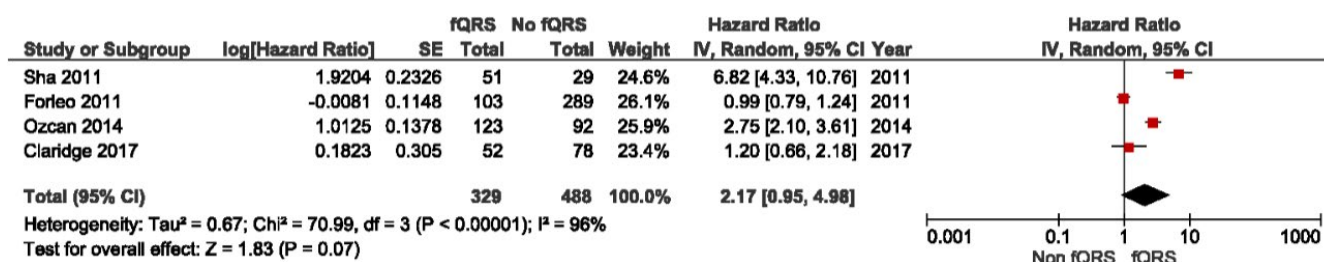 fQRS No fQRS Hazard Ratio Hazard Ratio
Study or Subgroup log[Hazard Ratio] SE Total Total Weight IV, Random, 95% CI Year IV, Random, 95% CI
Sha 2011 1.9204 0.2326 51 29 24.6% 6.82 [4.33, 10.76] 2011
Forleo 2011 -0.0081 0.1148 103 289 26.1% 0.99 [0.79, 1.24] 2011
Ozcan 2014 1.0125 0.1378 123 92 25.9% 2.75 [2.10, 3.61] 2014
Claridge 2017 0.1823 0.305 52 78 23.4% 1.20 [0.66, 2.18] 2017
Total (95% CI) 329 488 100.0% 2.17 [0.95, 4.98]
Heterogeneity: Tau² = 0.67; Chi² = 70.99, df = 3 (P < 0.00001); I² = 96%
Test for overall effect: Z = 1.83 (P = 0.07)
0.001 0.1 1 10 1000
Non fQRS fQRS